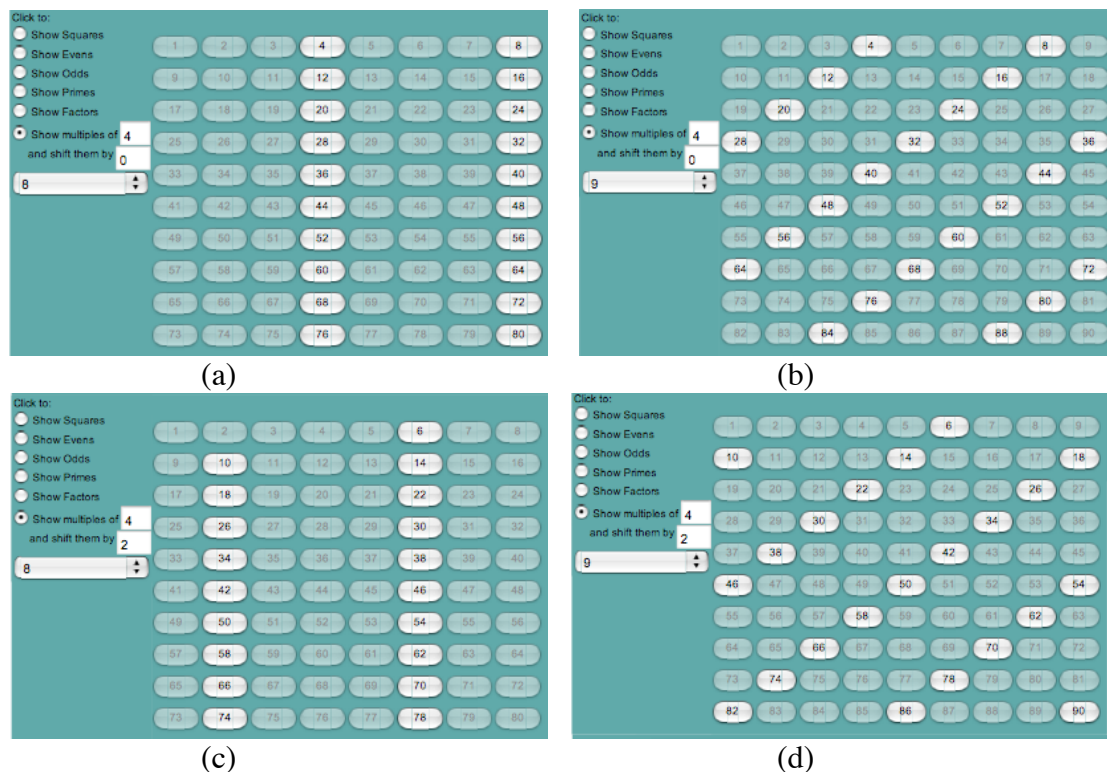 Click to:
Show Squares
Show Evens
Show Odds
Show Primes
Show Factors
Show multiples of 4
and shift them by 0
8
1 2 3 4 5 6 7 8
9 10 11 12 13 14 15 16
17 18 19 20 21 22 23 24
25 26 27 28 29 30 31 32
33 34 35 36 37 38 39 40
41 42 43 44 45 46 47 48
49 50 51 52 53 54 55 56
57 58 59 60 61 62 63 64
65 66 67 68 69 70 71 72
73 74 75 76 77 78 79 80
(a)
Click to:
Show Squares
Show Evens
Show Odds
Show Primes
Show Factors
Show multiples of 4
and shift them by 0
9
1 2 3 4 5 6 7 8 9
10 11 12 13 14 15 16 17 18
19 20 21 22 23 24 25 26 27
28 29 30 31 32 33 34 35 36
37 38 39 40 41 42 43 44 45
46 47 48 49 50 51 52 53 54
55 56 57 58 59 60 61 62 63
64 65 66 67 68 69 70 71 72
73 74 75 76 77 78 79 80 81
82 83 84 85 86 87 88 89 90
(b)
Click to:
Show Squares
Show Evens
Show Odds
Show Primes
Show Factors
Show multiples of 4
and shift them by 2
8
1 2 3 4 5 6 7 8
9 10 11 12 13 14 15 16
17 18 19 20 21 22 23 24
25 26 27 28 29 30 31 32
33 34 35 36 37 38 39 40
41 42 43 44 45 46 47 48
49 50 51 52 53 54 55 56
57 58 59 60 61 62 63 64
65 66 67 68 69 70 71 72
73 74 75 76 77 78 79 80
(c)
Click to:
Show Squares
Show Evens
Show Odds
Show Primes
Show Factors
Show multiples of 4
and shift them by 2
9
1 2 3 4 5 6 7 8 9
10 11 12 13 14 15 16 17 18
19 20 21 22 23 24 25 26 27
28 29 30 31 32 33 34 35 36
37 38 39 40 41 42 43 44 45
46 47 48 49 50 51 52 53 54
55 56 57 58 59 60 61 62 63
64 65 66 67 68 69 70 71 72
73 74 75 76 77 78 79 80 81
82 83 84 85 86 87 88 89 90
(d)